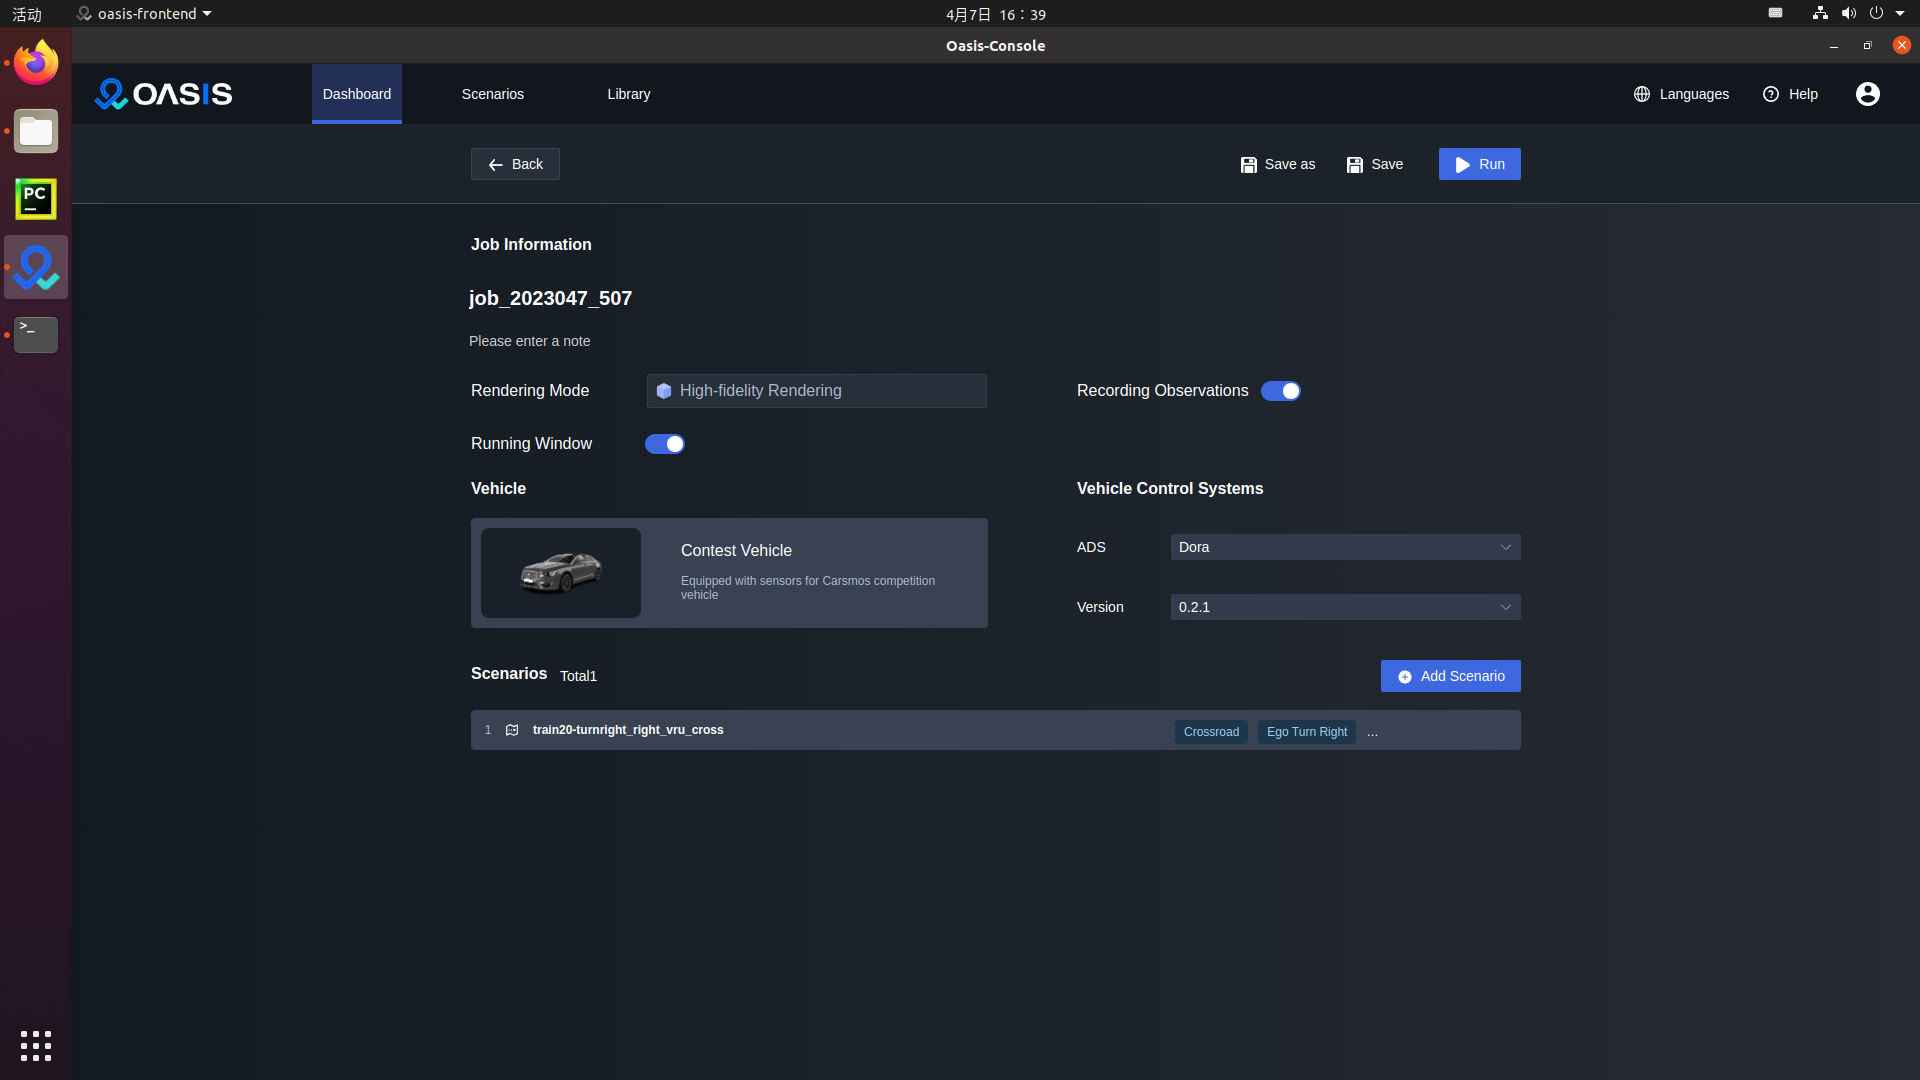 活动
oasis-frontend
4月7日 16：39
Oasis-Console
OASIS
Dashboard
Scenarios
Library
Languages
Help
Back
Save as
Save
Run
Job Information
job_2023047_507
Please enter a note
Rendering Mode
High-fidelity Rendering
Recording Observations
Running Window
Vehicle
Vehicle Control Systems
Contest Vehicle
Equipped with sensors for Carsmos competition
vehicle
ADS
Dora
Version
0.2.1
Scenarios
Total1
Add Scenario
1
train20-turnright_right_vru_cross
Crossroad
Ego Turn Right
...
PC
>_